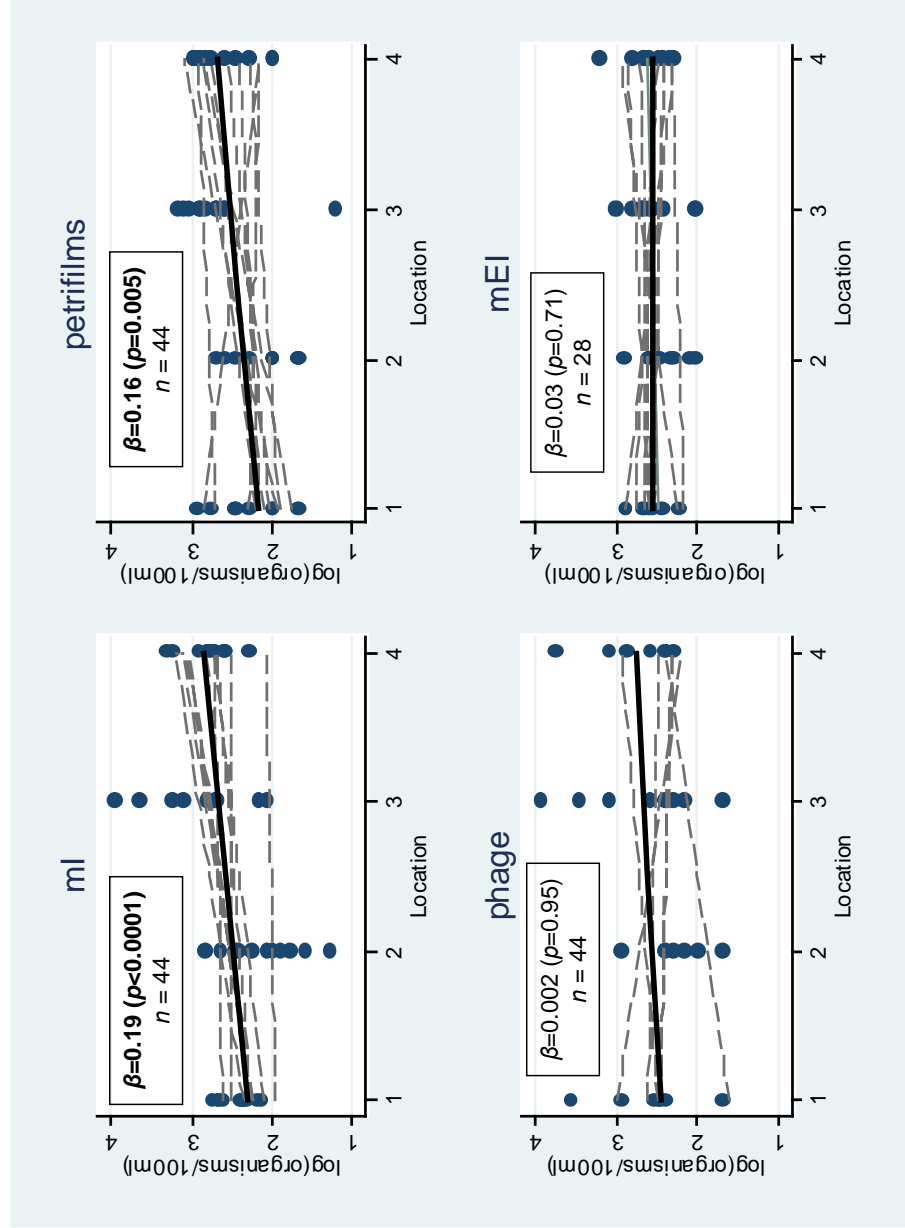 mI
β=0.19 (p<0.0001)
n = 44
log(organisms/100ml)
4
3
2
1
1 2 3 4
Location
petrifilms
β=0.16 (p=0.005)
n = 44
log(organisms/100ml)
4
3
2
1
1 2 3 4
Location
phage
β=0.002 (p=0.95)
n = 44
log(organisms/100ml)
4
3
2
1
1 2 3 4
Location
mEI
β=0.03 (p=0.71)
n = 28
log(organisms/100ml)
4
3
2
1
1 2 3 4
Location